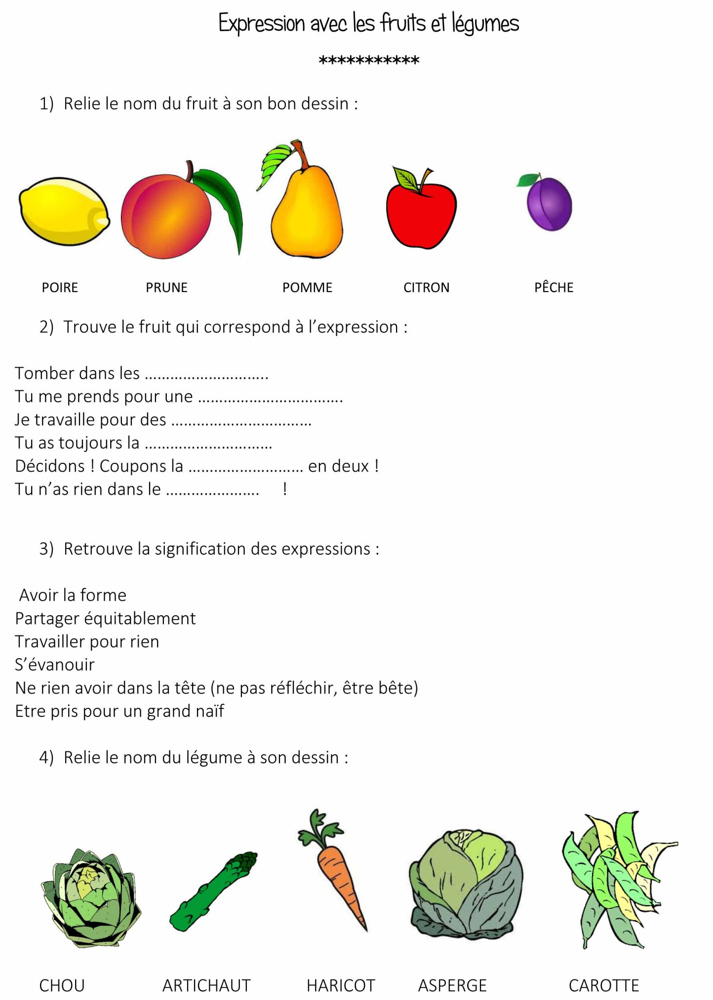 Expression avec les fruits et légumes
***********
1) Relie le nom du fruit à son bon dessin :
POIRE PRUNE POMME CITRON PÊCHE
2) Trouve le fruit qui correspond à l’expression :
Tomber dans les ………………………..
Tu me prends pour une …………………………….
Je travaille pour des ……………………………
Tu as toujours la …………………………
Décidons ! Coupons la ……………………… en deux !
Tu n’as rien dans le …………………. !
3) Retrouve la signification des expressions :
Avoir la forme
Partager équitablement
Travailler pour rien
S’évanouir
Ne rien avoir dans la tête (ne pas réfléchir, être bête)
Etre pris pour un grand naïf
4) Relie le nom du légume à son dessin :
CHOU ARTICHAUT HARICOT ASPERGE CAROTTE